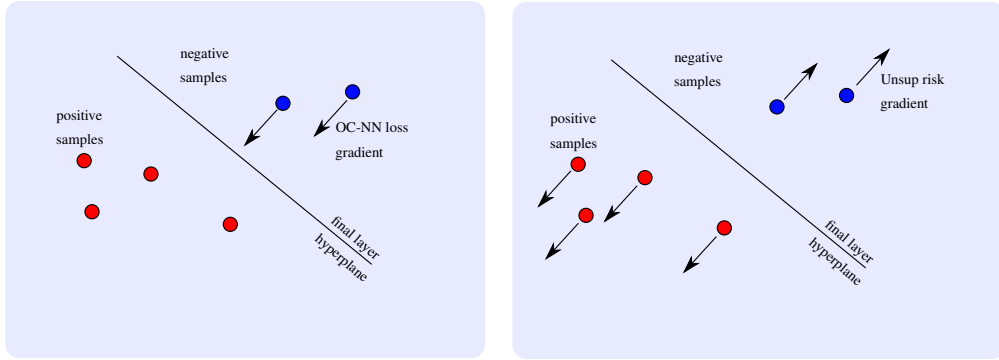 negative
samples
positive
samples
OC-NN loss
gradient
final layer
hyperplane
negative
samples
Unsup risk
gradient
positive
samples
final layer
hyperplane